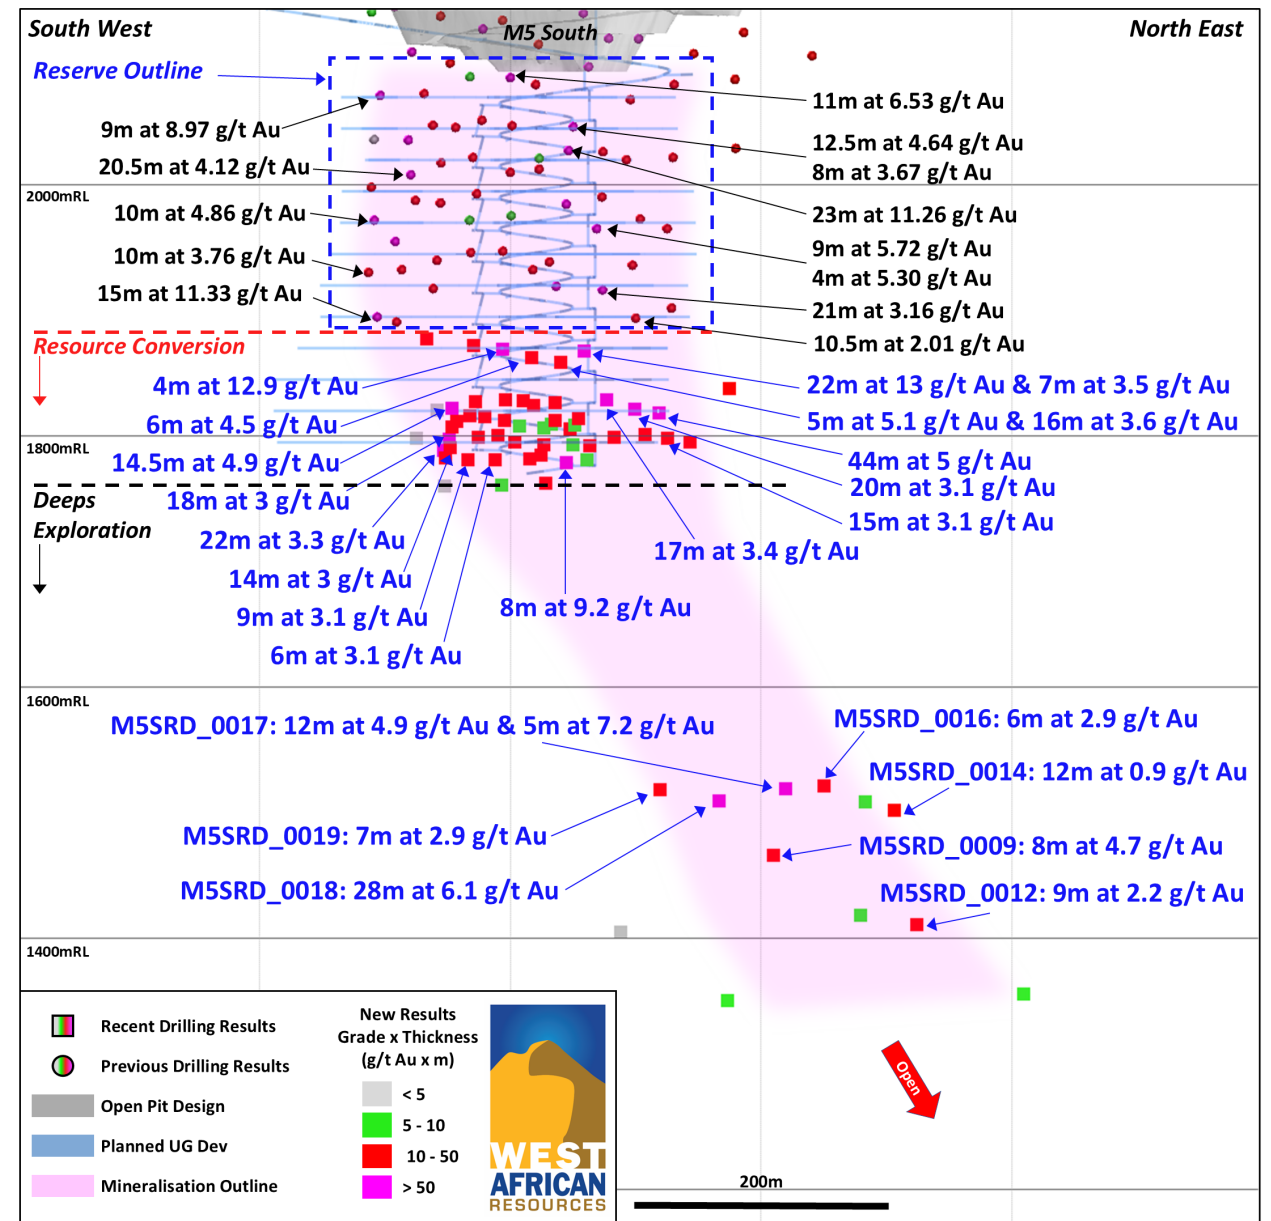 South West
M5 South
North East
Reserve Outline
11m at 6.53 g/t Au
9m at 8.97 g/t Au
12.5m at 4.64 g/t Au
8m at 3.67 g/t Au
20.5m at 4.12 g/t Au
2000mRL
10m at 4.86 g/t Au
23m at 11.26 g/t Au
9m at 5.72 g/t Au
4m at 5.30 g/t Au
10m at 3.76 g/t Au
15m at 11.33 g/t Au
21m at 3.16 g/t Au
10.5m at 2.01 g/t Au
Resource Conversion
4m at 12.9 g/t Au
22m at 13 g/t Au & 7m at 3.5 g/t Au
6m at 4.5 g/t Au
5m at 5.1 g/t Au & 16m at 3.6 g/t Au
1800mRL
14.5m at 4.9 g/t Au
44m at 5 g/t Au
20m at 3.1 g/t Au
18m at 3 g/t Au
Deeps
Exploration
15m at 3.1 g/t Au
22m at 3.3 g/t Au
17m at 3.4 g/t Au
14m at 3 g/t Au
8m at 9.2 g/t Au
9m at 3.1 g/t Au
6m at 3.1 g/t Au
1600mRL
M5SRD_0017: 12m at 4.9 g/t Au & 5m at 7.2 g/t Au
M5SRD_0016: 6m at 2.9 g/t Au
M5SRD_0014: 12m at 0.9 g/t Au
M5SRD_0019: 7m at 2.9 g/t Au
M5SRD_0009: 8m at 4.7 g/t Au
M5SRD_0018: 28m at 6.1 g/t Au
M5SRD_0012: 9m at 2.2 g/t Au
1400mRL
Recent Drilling Results
Previous Drilling Results
Open Pit Design
Planned UG Dev
Mineralisation Outline
New Results
Grade x Thickness
(g/t Au x m)
< 5
5 - 10
10 - 50
> 50
WEST
AFRICAN
RESOURCES
Open
200m